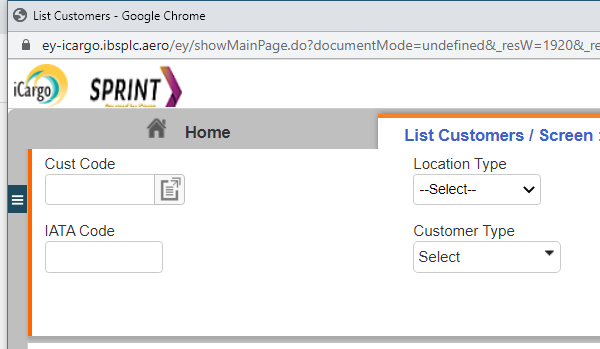 List Customers - Google Chrome
ey-icargo.ibsplc.aero/ey/showMainPage.do?documentMode=undefined&_resW=1920&_re
iCargo SPRINT
Home
List Customers / Screen :
Cust Code
Location Type
--Select--
IATA Code
Customer Type
Select